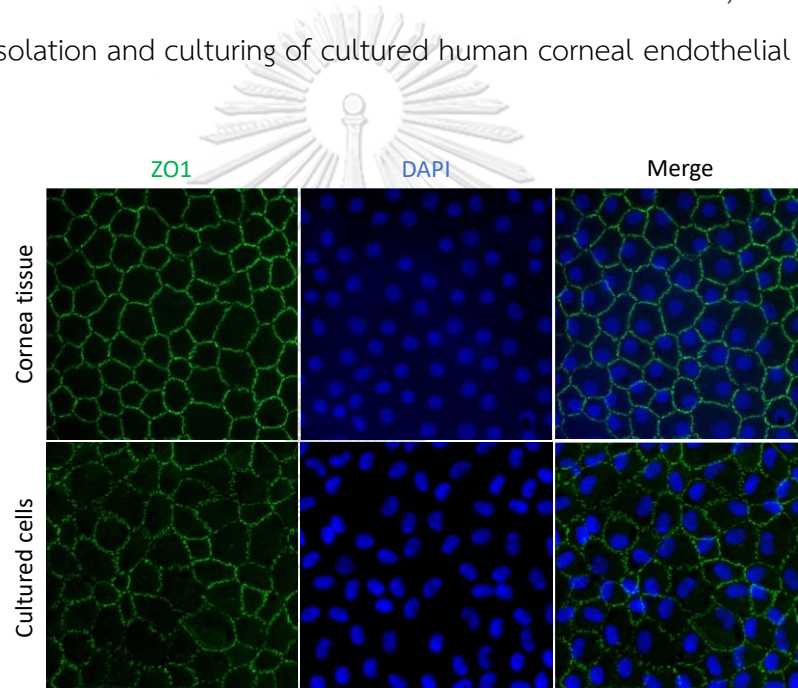 solation and culturing of cultured human corneal endothelial
ZO1 DAPI Merge
Cornea tissue
Cultured cells